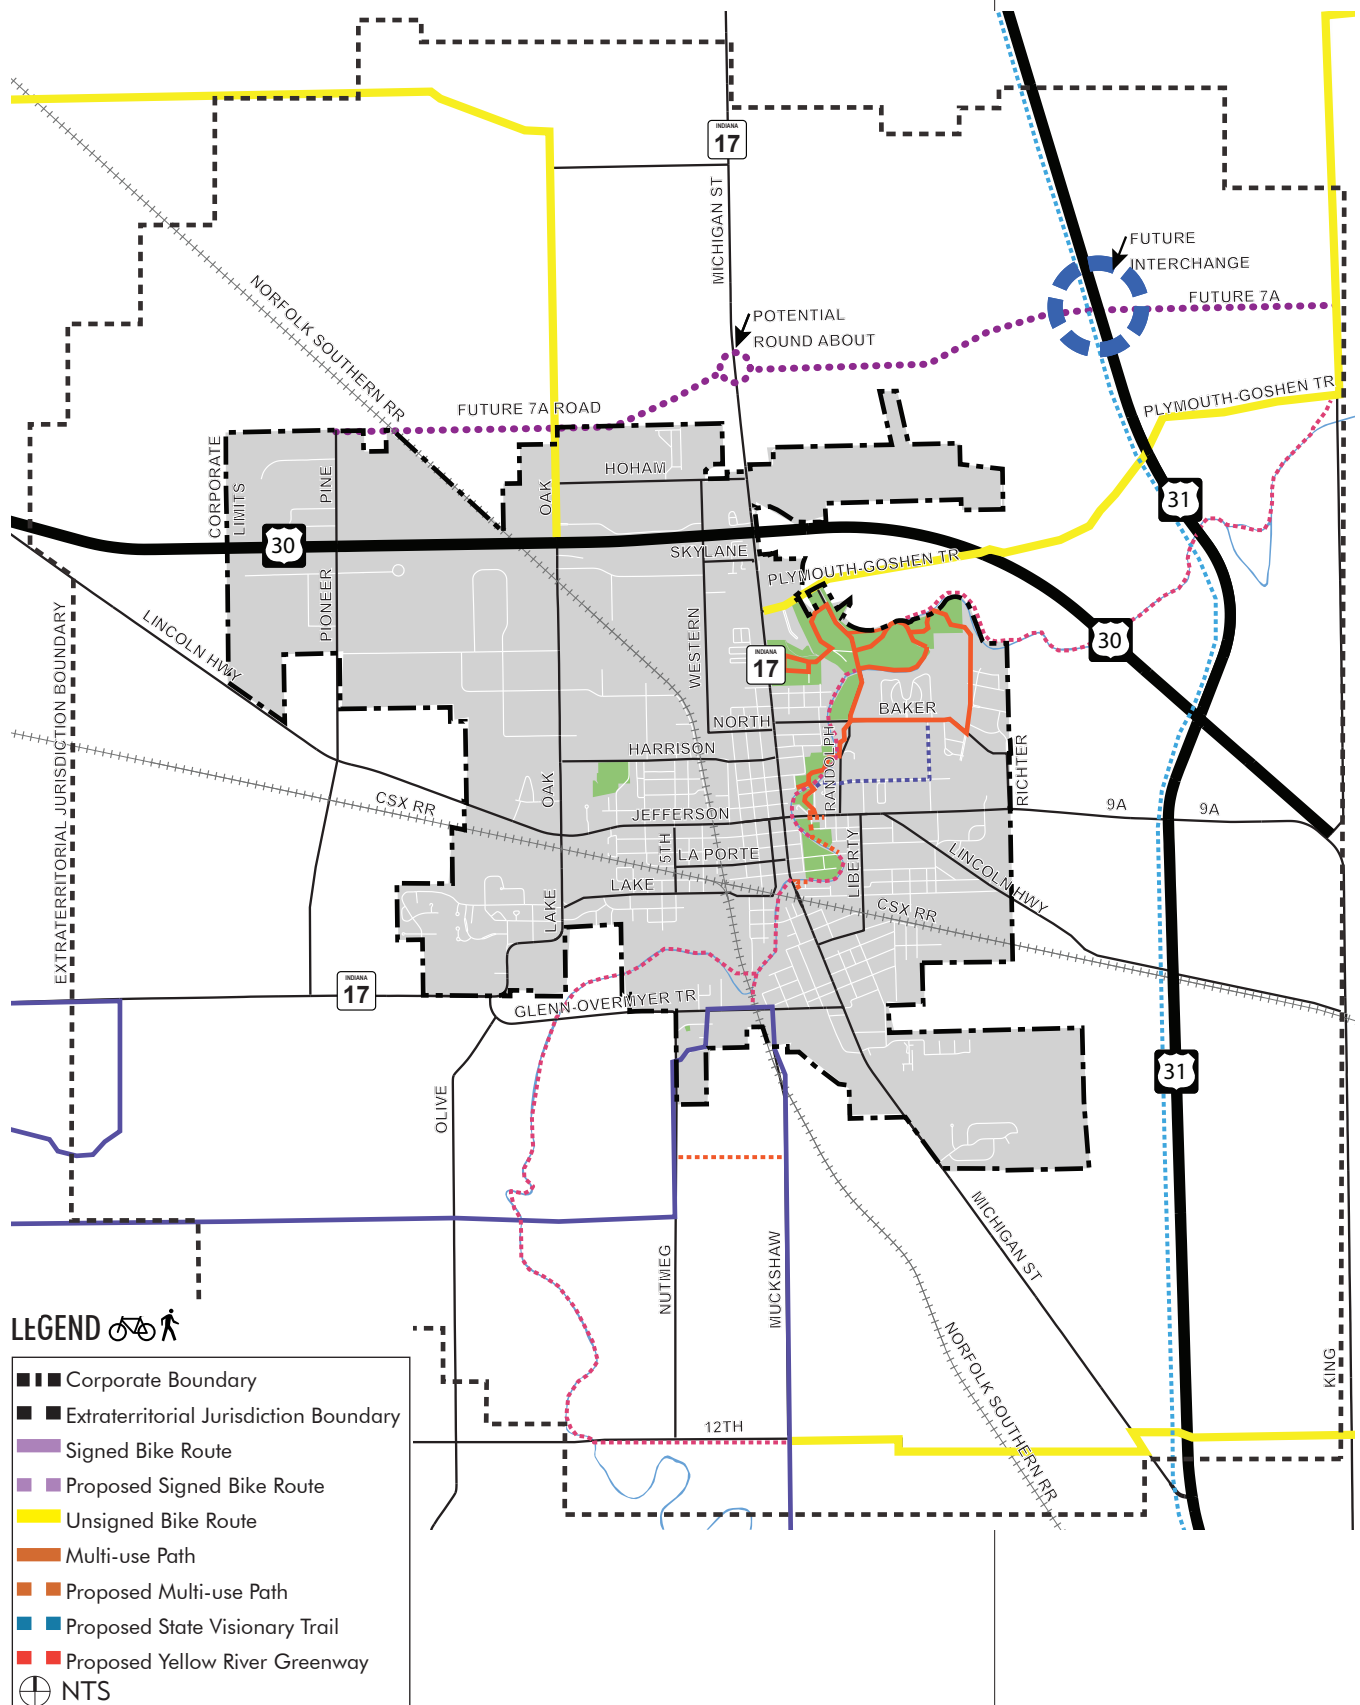 INDIANA
17
MICHIGAN ST
FUTURE
INTERCHANGE
FUTURE 7A
POTENTIAL
ROUND ABOUT
NORFOLK SOUTHERN RR
PLYMOUTH-GOSHEN TR
FUTURE 7A ROAD
CORPORATE
LIMITS
PINE
HOHAM
OAK
31
30
SKYLANE
PLYMOUTH-GOSHEN TR
PIONEER
LINCOLN HWY
EXTRATERRITORIAL JURISDICTION BOUNDARY
WESTERN
INDIANA
17
30
NORTH
BAKER
HARRISON
RANDOLPH
RICHTER
OAK
CSX RR
JEFFERSON
9A
9A
5TH
LA PORTE
LIBERTY
LINCOLN HWY
LAKE
LAKE
CSX RR
INDIANA
17
GLENN-OVERMYER TR
31
OLIVE
MICHIGAN ST
NUTMEG
MUCKSHAW
NORFOLK SOUTHERN RR
KING
12TH
LEGEND
Corporate Boundary
Extraterritorial Jurisdiction Boundary
Signed Bike Route
Proposed Signed Bike Route
Unsigned Bike Route
Multi-use Path
Proposed Multi-use Path
Proposed State Visionary Trail
Proposed Yellow River Greenway
NTS